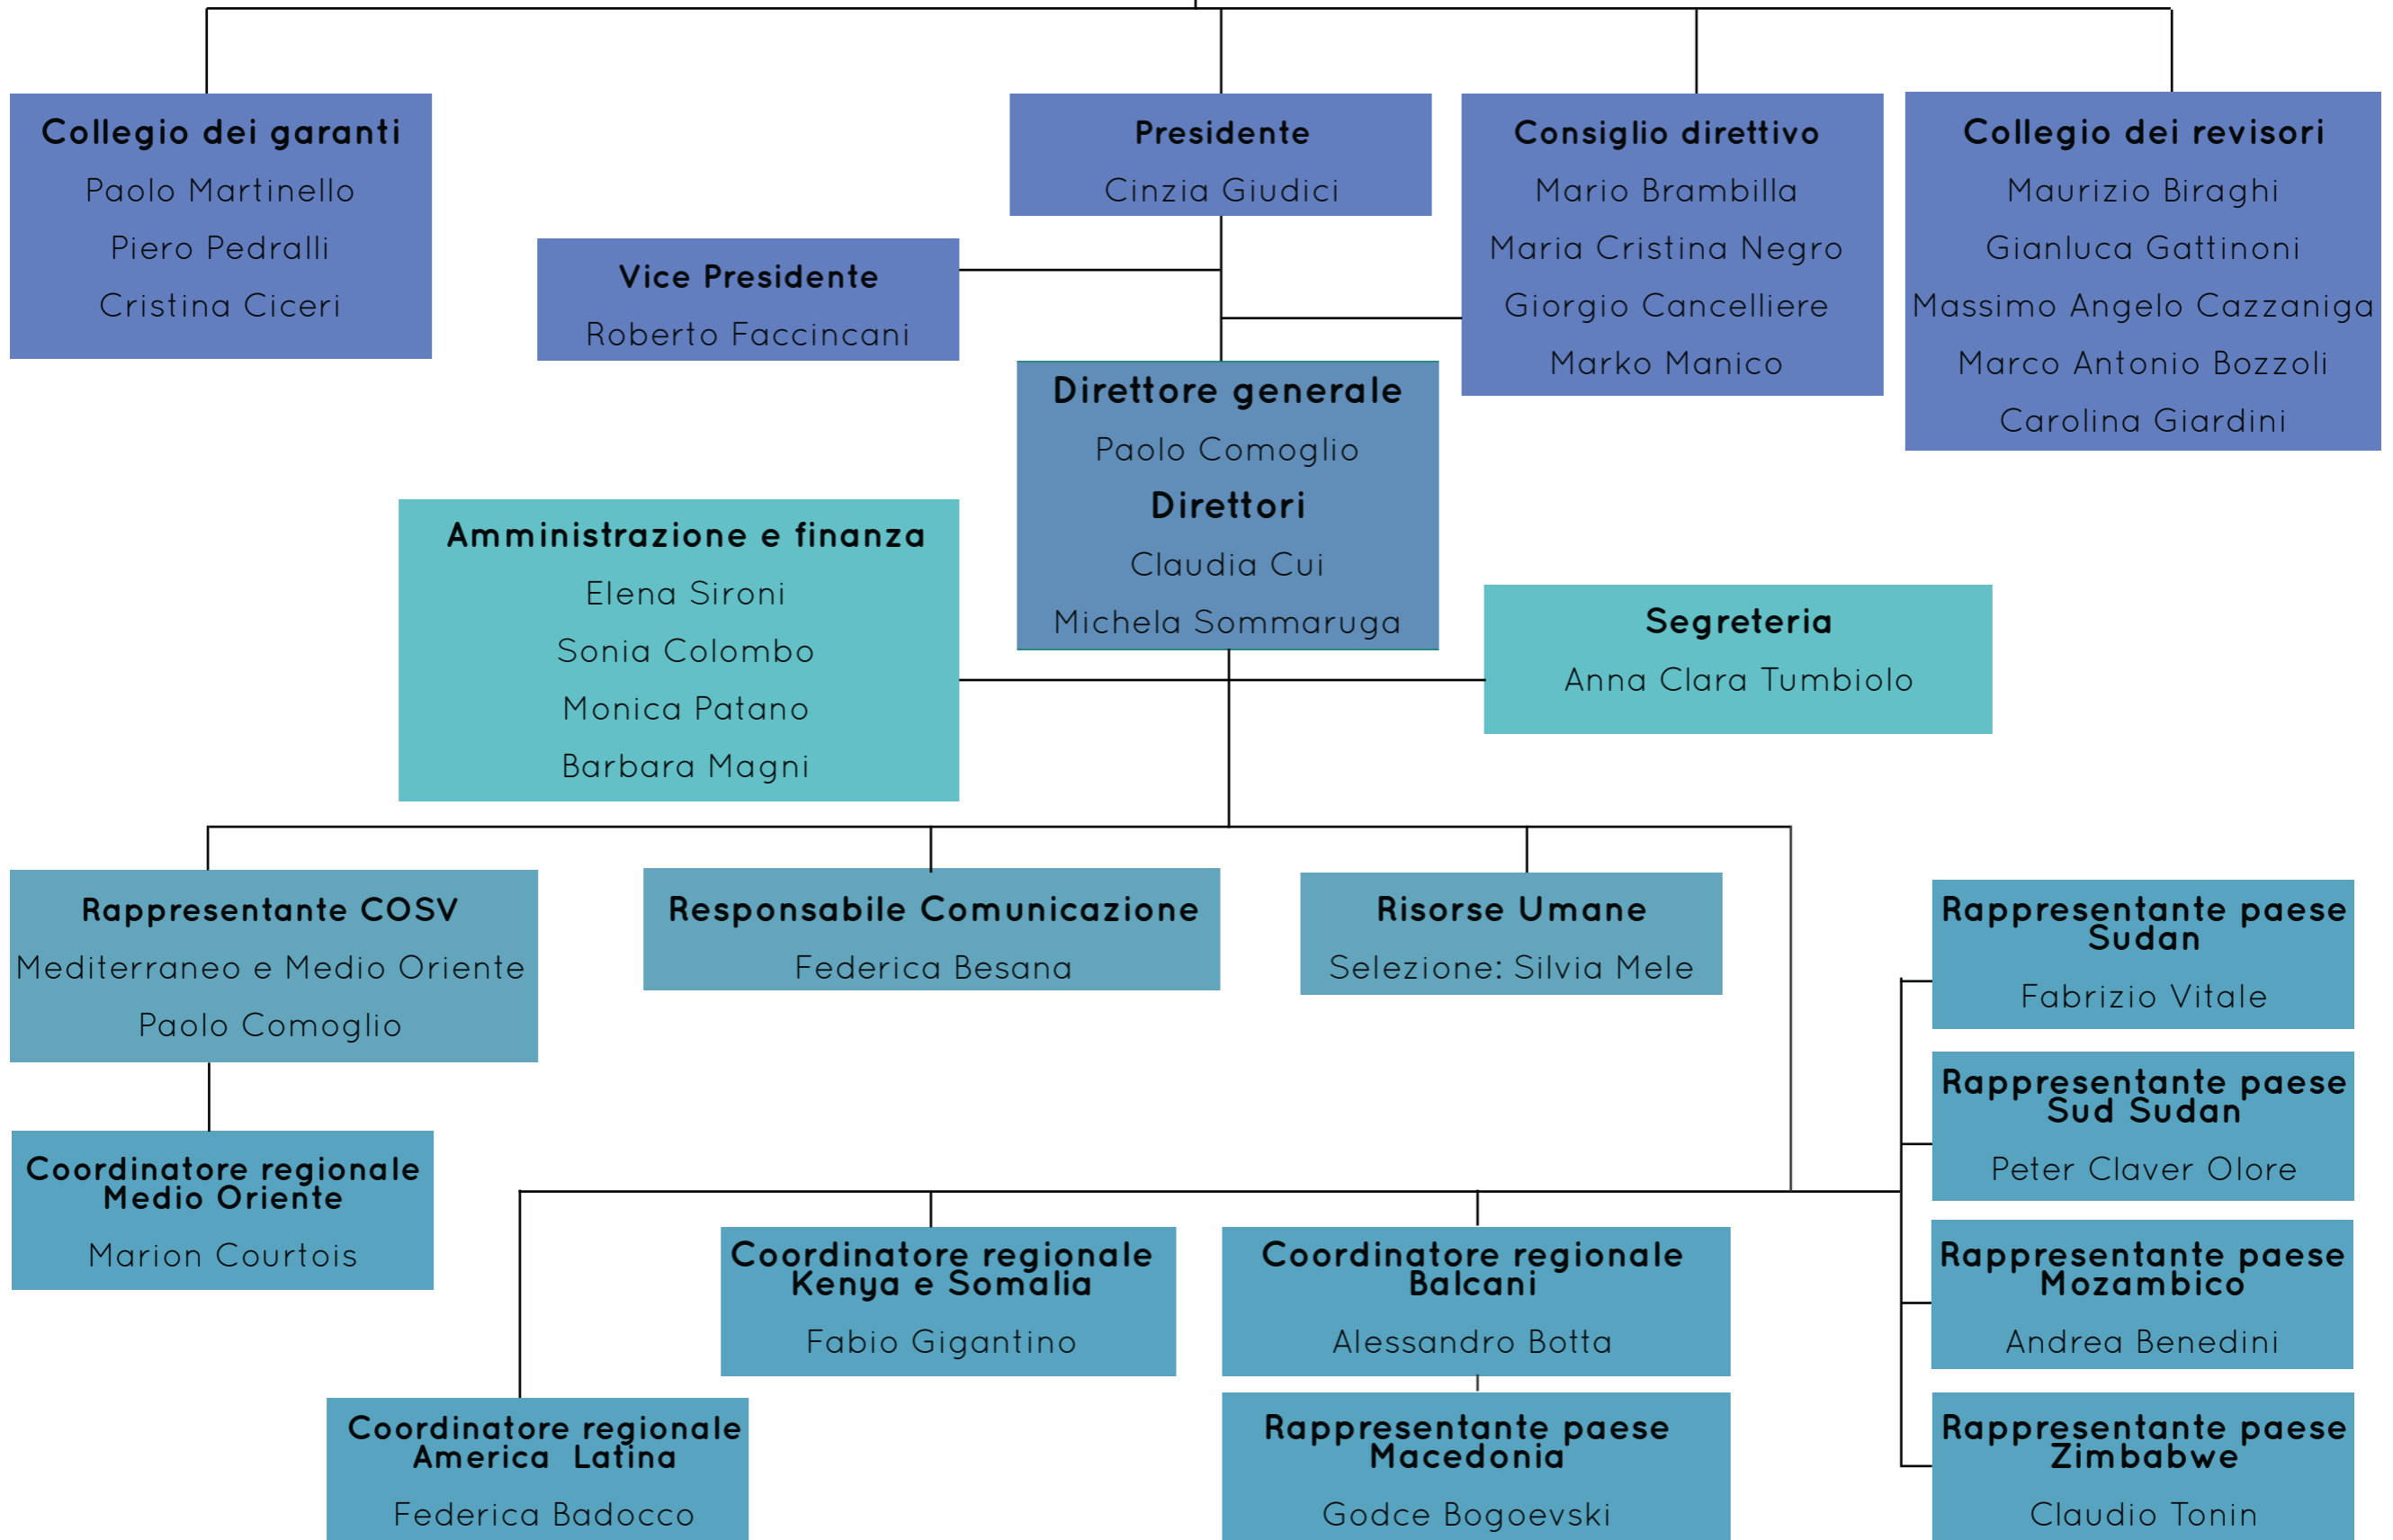 Collegio dei garanti
Paolo Martinello
Piero Pedralli
Cristina Ciceri
Presidente
Cinzia Giudici
Consiglio direttivo
Mario Brambilla
Maria Cristina Negro
Giorgio Cancelliere
Marko Manico
Collegio dei revisori
Maurizio Biraghi
Gianluca Gattinoni
Massimo Angelo Cazzaniga
Marco Antonio Bozzoli
Carolina Giardini
Vice Presidente
Roberto Faccincani
Direttore generale
Paolo Comoglio
Direttori
Claudia Cui
Michela Sommaruga
Amministrazione e finanza
Elena Sironi
Sonia Colombo
Monica Patano
Barbara Magni
Segreteria
Anna Clara Tumbiolo
Rappresentante COSV
Mediterraneo e Medio Oriente
Paolo Comoglio
Responsabile Comunicazione
Federica Besana
Risorse Umane
Selezione: Silvia Mele
Rappresentante paese
Sudan
Fabrizio Vitale
Rappresentante paese
Sud Sudan
Peter Claver Olore
Coordinatore regionale
Medio Oriente
Marion Courtois
Coordinatore regionale
Kenya e Somalia
Fabio Gigantino
Coordinatore regionale
Balcani
Alessandro Botta
Rappresentante paese
Mozambico
Andrea Benedini
Coordinatore regionale
America  Latina
Federica Badocco
Rappresentante paese
Macedonia
Godce Bogoevski
Rappresentante paese
Zimbabwe
Claudio Tonin